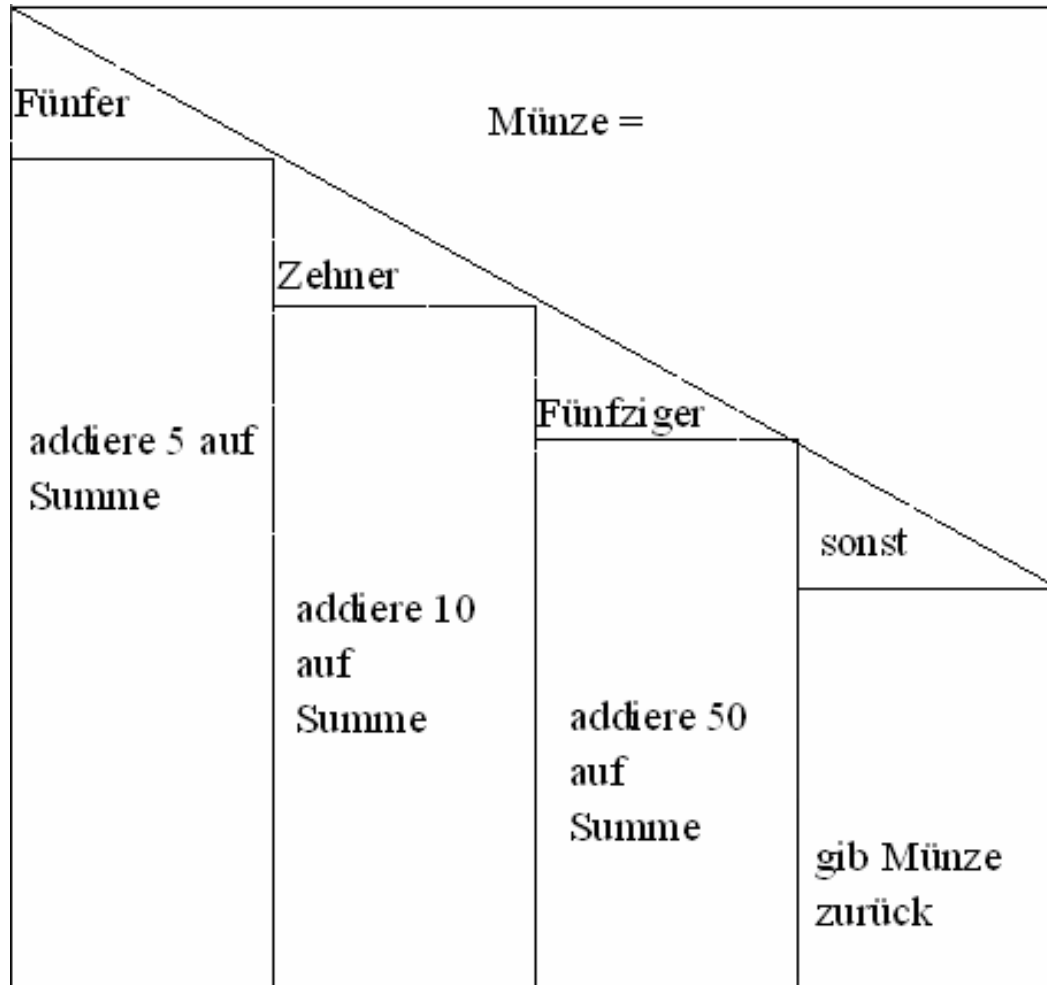 Münze =
Fünfer
addiere 5 auf
Summe
Zehner
addiere 10
auf
Summe
Fünfziger
addiere 50
auf
Summe
sonst
gib Münze
zurück